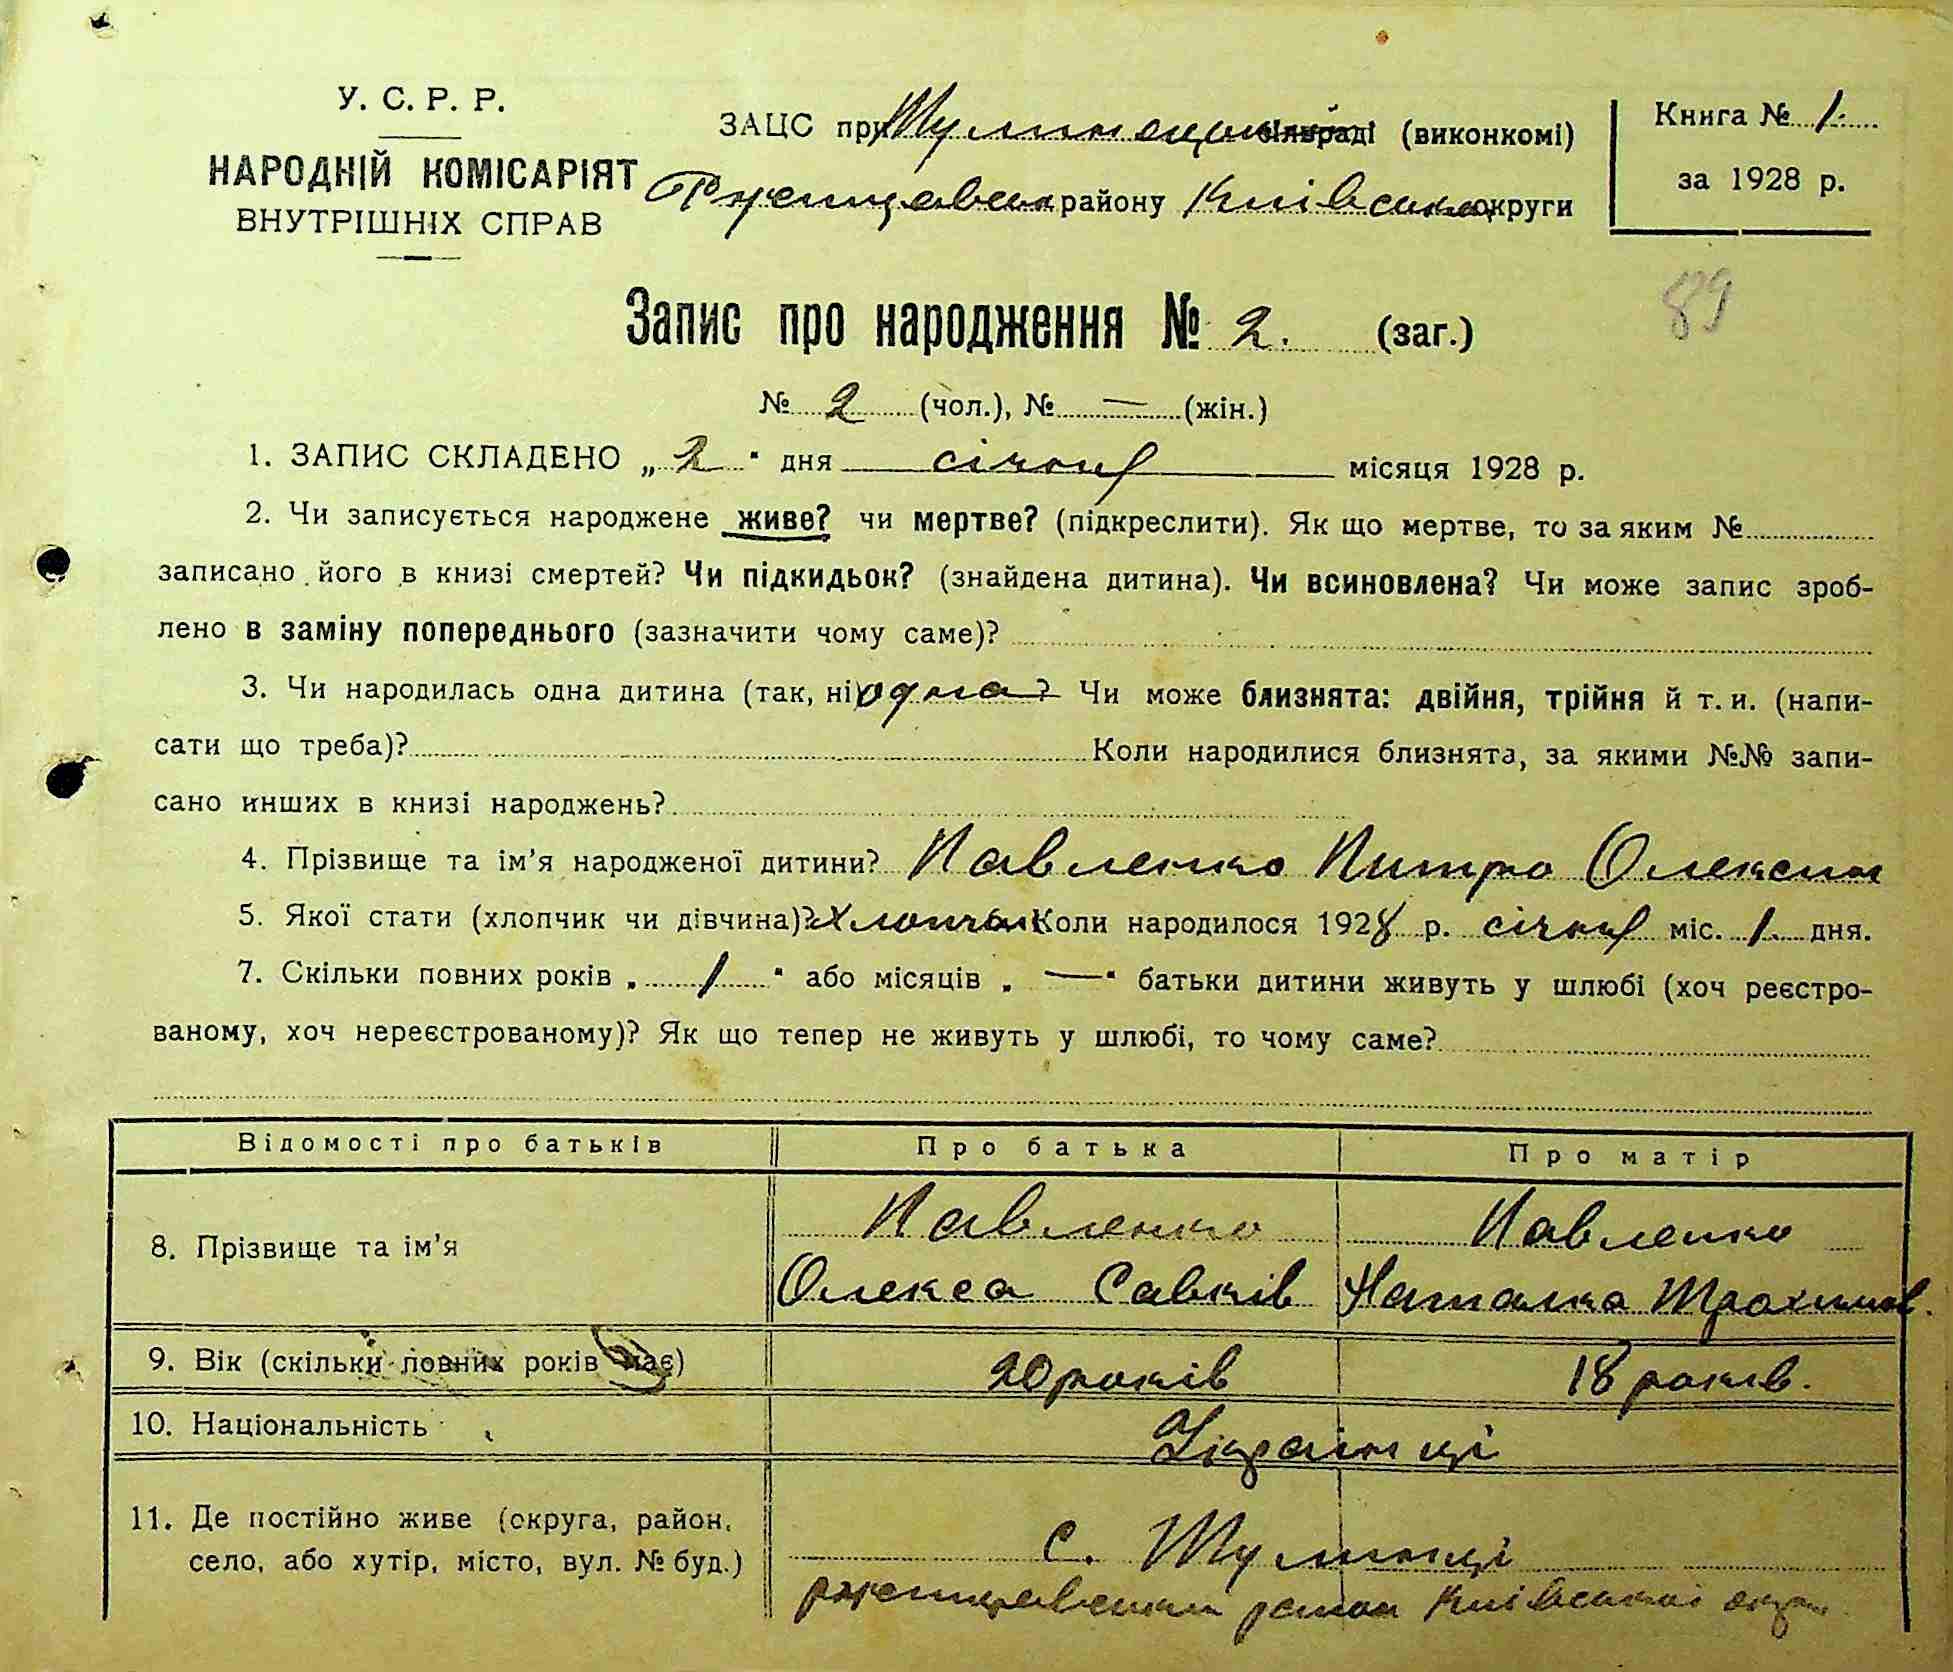 У. С. Р. Р.
НАРОДНІЙ КОМІСАРІЯТ
ВНУТРІШНІХ СПРАВ
ЗАЦС при сільраді (виконкомі)
району Київської округи
Книга № 1.
за 1928 р.
89
Запис про народження № 2. (заг.)
№ 2 (чол.), № — (жін.)
1. ЗАПИС СКЛАДЕНО „ 2 " дня січня місяця 1928 р.
2. Чи записується народжене живе? чи мертве? (підкреслити). Як що мертве, то за яким №
записано його в книзі смертей? Чи підкидьок? (знайдена дитина). Чи всиновлена? Чи може запис зроб-
лено в заміну попереднього (зазначити чому саме)?
3. Чи народилась одна дитина (так, ні) одна? Чи може близнята: двійня, трійня й т. и. (напи-
сати що треба)? Коли народилися близнята, за якими №№ запи-
сано инших в книзі народжень?
4. Прізвище та ім'я народженої дитини? Павленко Питро Олексин
5. Якої стати (хлопчик чи дівчина)? Хлопчик Коли народилося 1928 р. січня міс. 1. дня.
7. Скільки повних років „ 1 " або місяців „ — " батьки дитини живуть у шлюбі (хоч реєстро-
ваному, хоч нереєстрованому)? Як що тепер не живуть у шлюбі, то чому саме?
Відомості про батьків Про батька Про матір
8. Прізвище та ім'я Павленко Павленко
Олекса Савків Наталка Трохимов.
9. Вік (скільки повних років має) 20 років 18 років.
10. Національність Українці
11. Де постійно живе (округа, район,
село, або хутір, місто, вул. № буд.)
с.
Київської